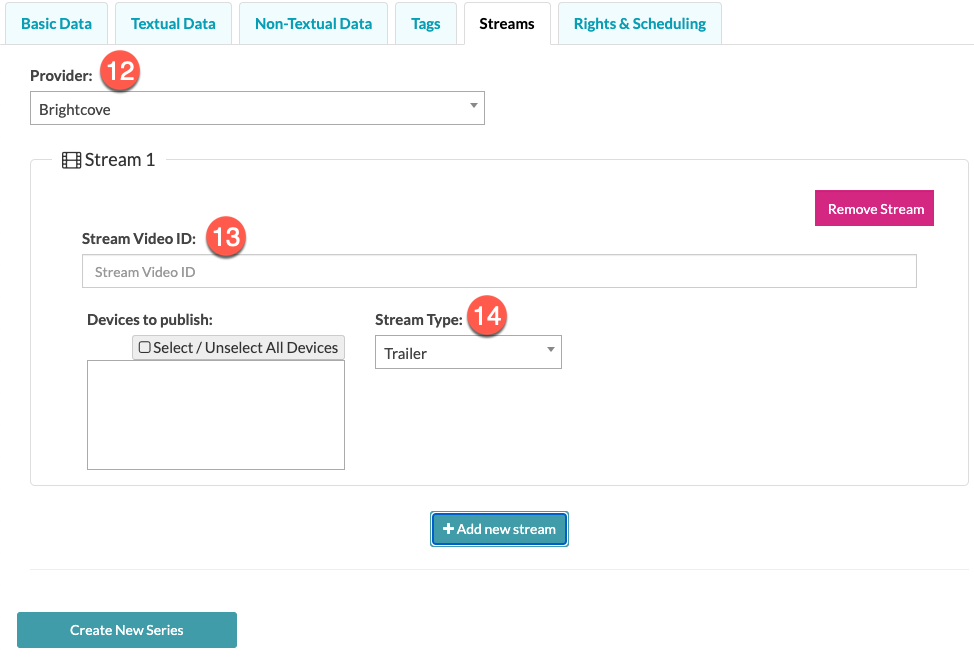 Basic Data Textual Data Non-Textual Data Tags Streams Rights & Scheduling
Provider: 12
Brightcove
Stream 1
Remove Stream
Stream Video ID: 13
Stream Video ID
Devices to publish: Stream Type: 14
Select / Unselect All Devices
Trailer
+ Add new stream
Create New Series